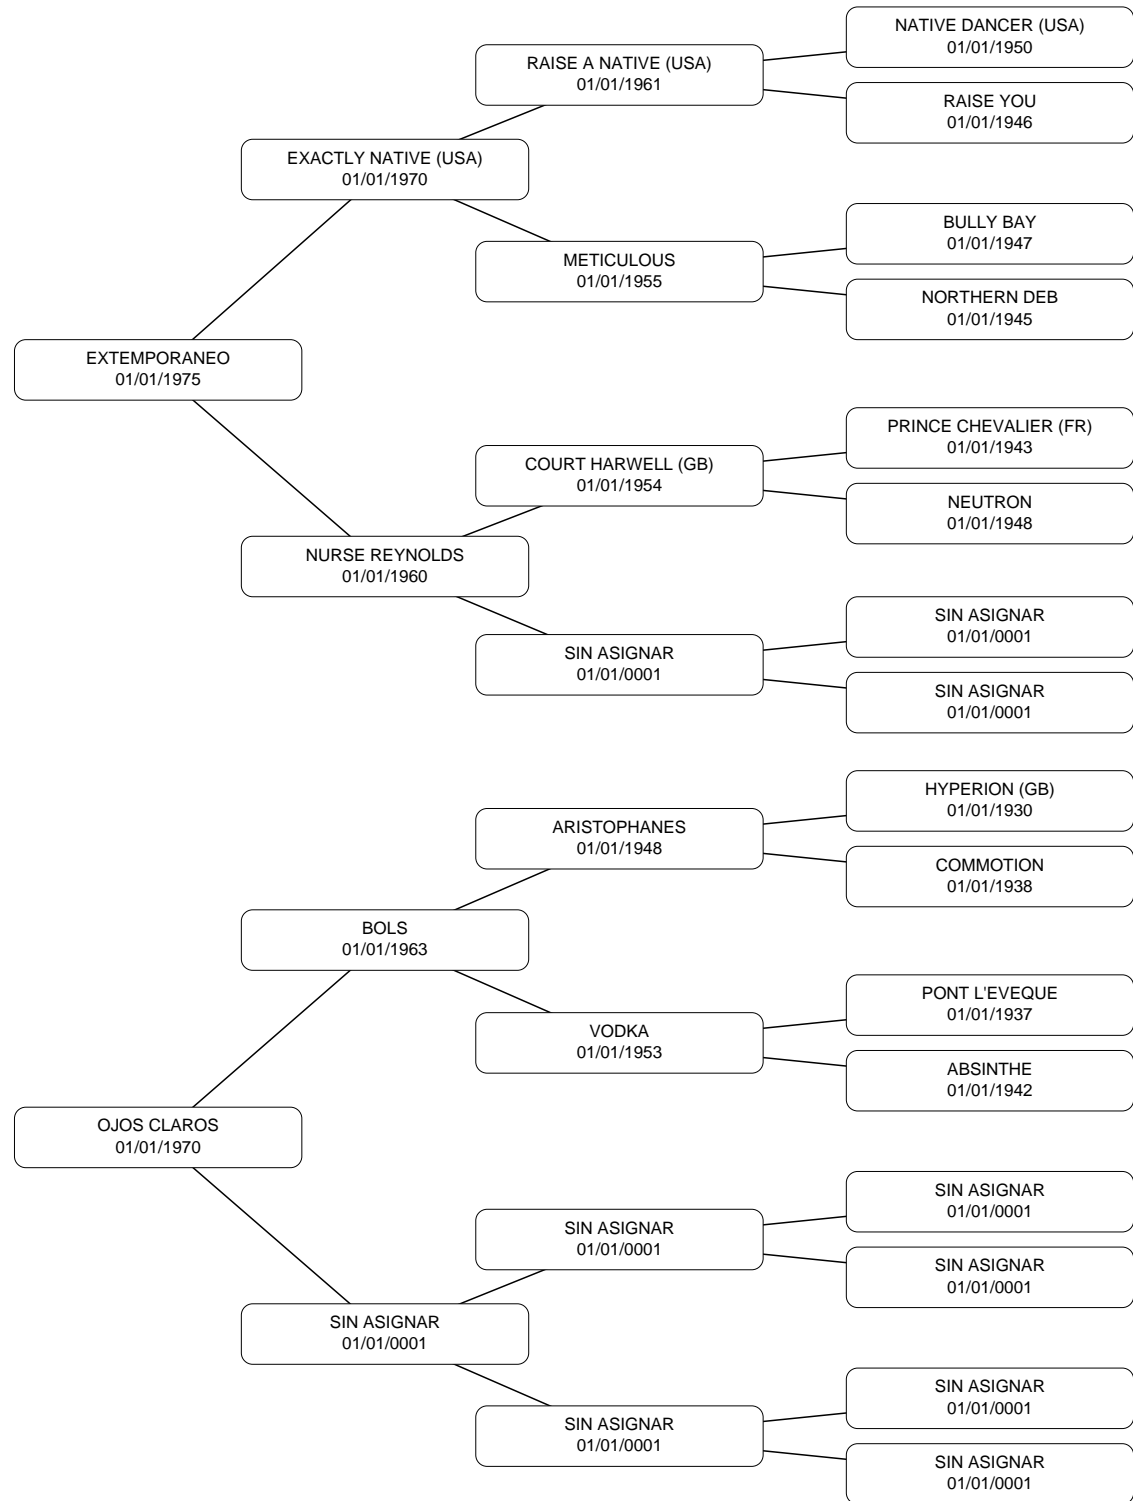 NATIVE DANCER (USA)
01/01/1950
RAISE A NATIVE (USA)
01/01/1961
RAISE YOU
01/01/1946
EXACTLY NATIVE (USA)
01/01/1970
BULLY BAY
01/01/1947
METICULOUS
01/01/1955
NORTHERN DEB
01/01/1945
EXTEMPORANEO
01/01/1975
PRINCE CHEVALIER (FR)
01/01/1943
COURT HARWELL (GB)
01/01/1954
NEUTRON
01/01/1948
NURSE REYNOLDS
01/01/1960
SIN ASIGNAR
01/01/0001
SIN ASIGNAR
01/01/0001
SIN ASIGNAR
01/01/0001
HYPERION (GB)
01/01/1930
ARISTOPHANES
01/01/1948
COMMOTION
01/01/1938
BOLS
01/01/1963
PONT L'EVEQUE
01/01/1937
VODKA
01/01/1953
ABSINTHE
01/01/1942
OJOS CLAROS
01/01/1970
SIN ASIGNAR
01/01/0001
SIN ASIGNAR
01/01/0001
SIN ASIGNAR
01/01/0001
SIN ASIGNAR
01/01/0001
SIN ASIGNAR
01/01/0001
SIN ASIGNAR
01/01/0001
SIN ASIGNAR
01/01/0001